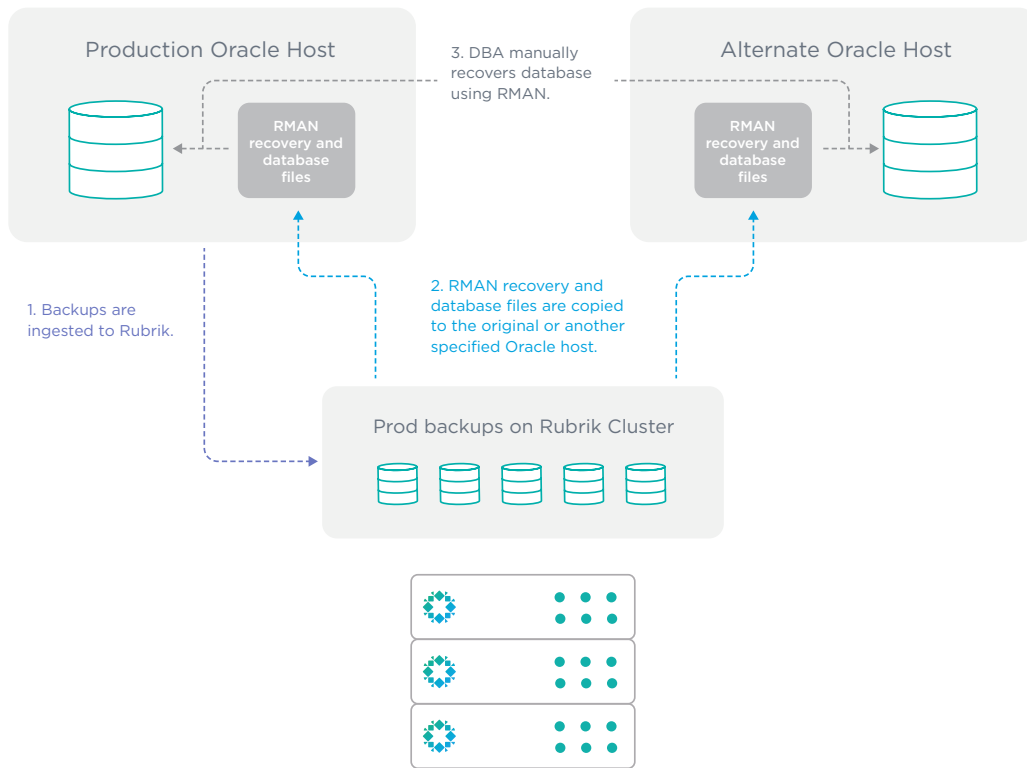 Production Oracle Host
3. DBA manually
recovers database
using RMAN.
Alternate Oracle Host
RMAN
recovery and
database
files
RMAN
recovery and
database
files
1. Backups are
ingested to Rubrik.
2. RMAN recovery and
database files are copied
to the original or another
specified Oracle host.
Prod backups on Rubrik Cluster